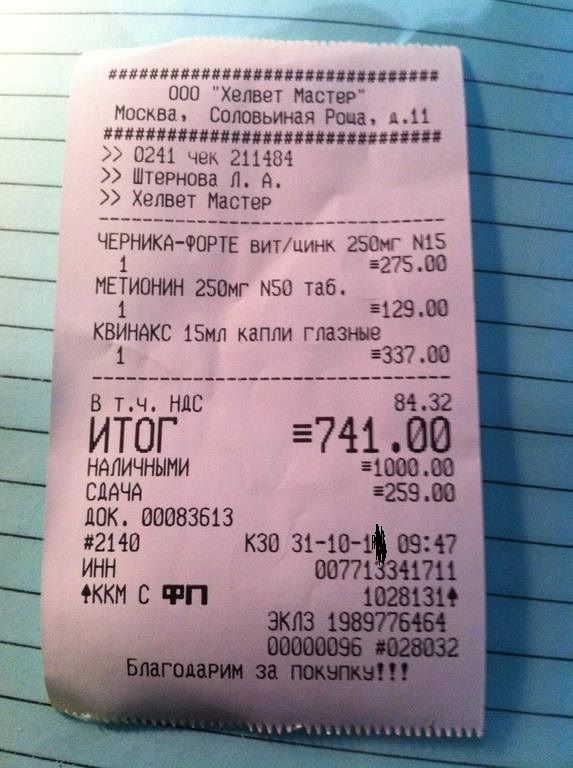 ################################
ООО "Хелвет Мастер"
Москва, Соловьиная Роща, д.11
################################
>> 0241 чек 211484
>> Штернова Л. А.
>> Хелвет Мастер
--------------------------------
ЧЕРНИКА-ФОРТЕ вит/цинк 250мг N15
1 ≡275.00
МЕТИОНИН 250мг N50 таб.
1 ≡129.00
КВИНАКС 15мл капли глазные
1 ≡337.00
--------------------------------
В т.ч. НДС 84.32
ИТОГ ≡741.00
НАЛИЧНЫМИ ≡1000.00
СДАЧА ≡259.00
ДОК. 00083613
#2140 К30 31-10-1 09:47
ИНН 007713341711
ККМ С ФП 1028131
ЭКЛЗ 1989776464
00000096 #028032
Благодарим за покупку!!!